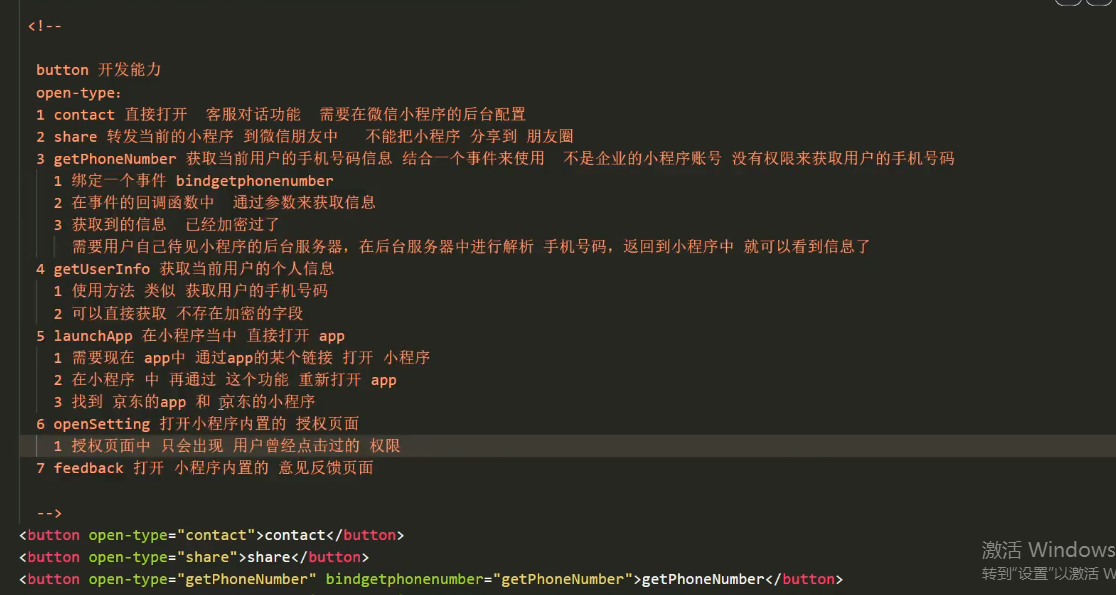 <!--
button 开发能力
open-type:
1 contact 直接打开 客服对话功能 需要在微信小程序的后台配置
2 share 转发当前的小程序 到微信朋友中 不能把小程序 分享到 朋友圈
3 getPhoneNumber 获取当前用户的手机号码信息 结合一个事件来使用 不是企业的小程序账号 没有权限来获取用户的手机号码
1 绑定一个事件 bindgetphonenumber
2 在事件的回调函数中 通过参数来获取信息
3 获取到的信息 已经加密过了
需要用户自己待见小程序的后台服务器，在后台服务器中进行解析 手机号码，返回到小程序中 就可以看到信息了
4 getUserInfo 获取当前用户的个人信息
1 使用方法 类似 获取用户的手机号码
2 可以直接获取 不存在加密的字段
5 launchApp 在小程序当中 直接打开 app
1 需要现在 app中 通过app的某个链接 打开 小程序
2 在小程序 中 再通过 这个功能 重新打开 app
3 找到 京东的app 和 京东的小程序
6 openSetting 打开小程序内置的 授权页面
1 授权页面中 只会出现 用户曾经点击过的 权限
7 feedback 打开 小程序内置的 意见反馈页面
-->
<button open-type="contact">contact</button>
<button open-type="share">share</button>
<button open-type="getPhoneNumber" bindgetphonenumber="getPhoneNumber">getPhoneNumber</button>
激活 Windows
转到“设置”以激活 W